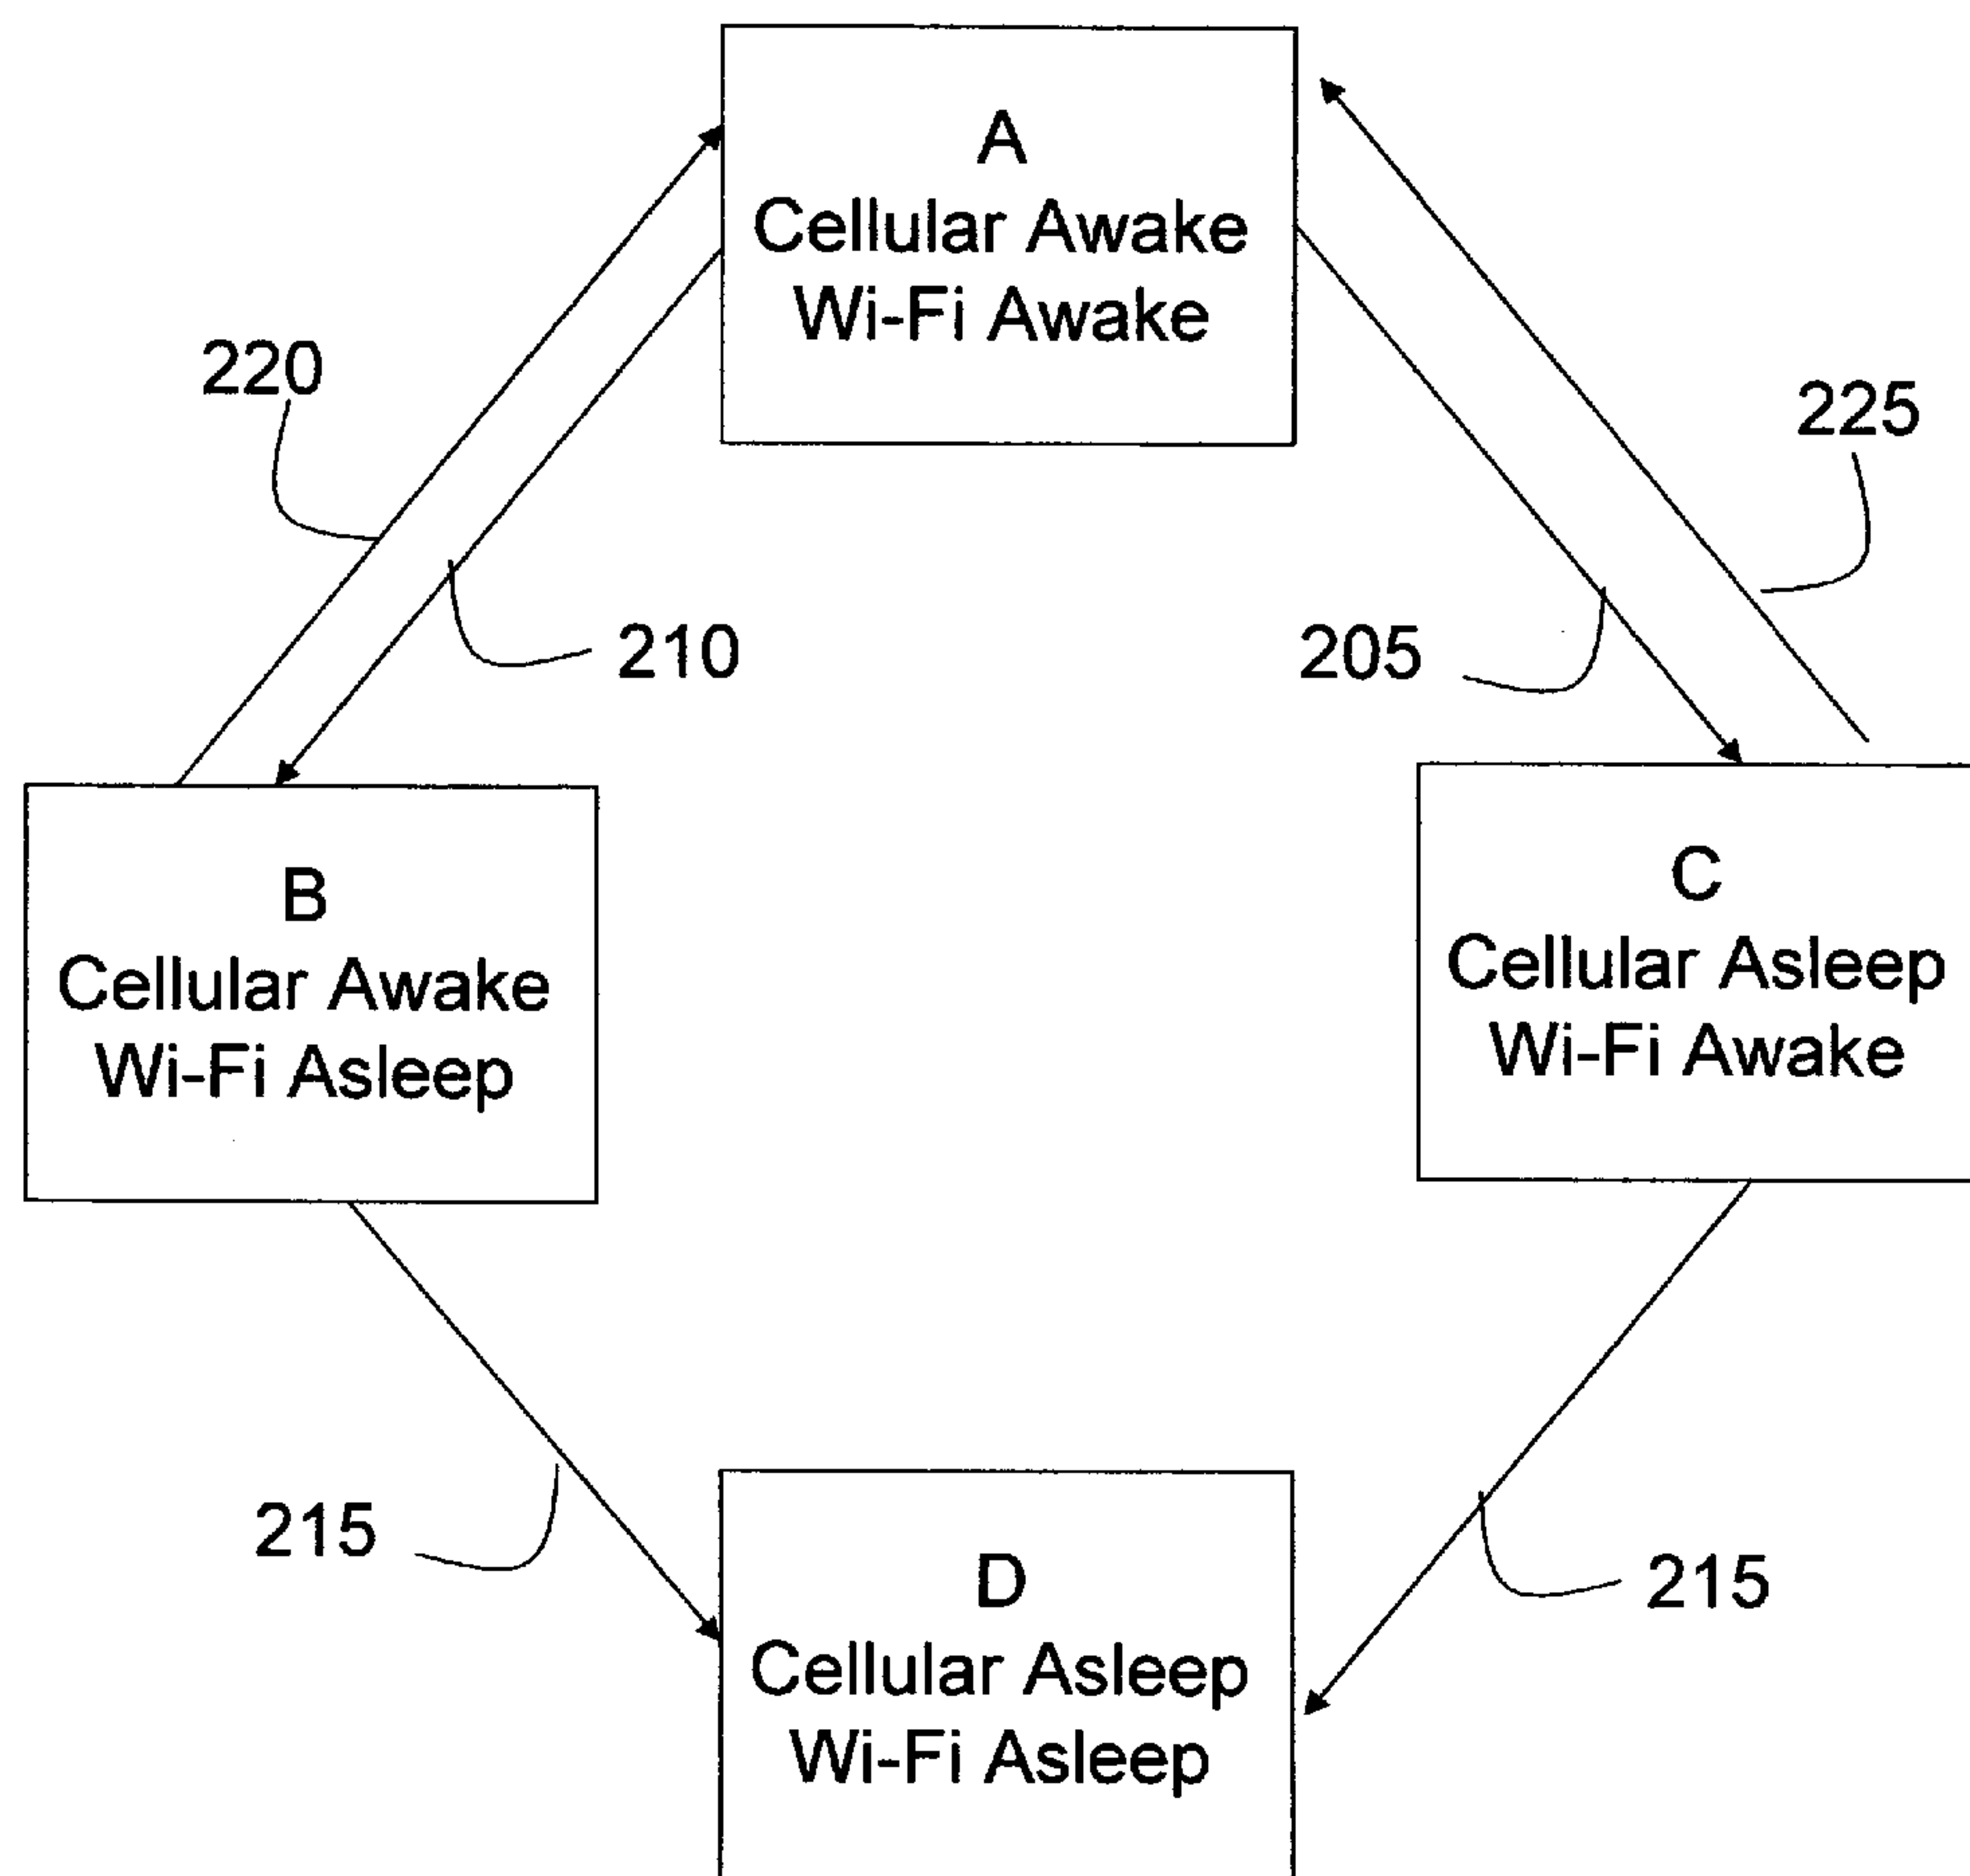 A
Cellular Awake
Wi-Fi Awake
220
225
210
205
B
Cellular Awake
Wi-Fi Asleep
C
Cellular Asleep
Wi-Fi Awake
215
215
D
Cellular Asleep
Wi-Fi Asleep